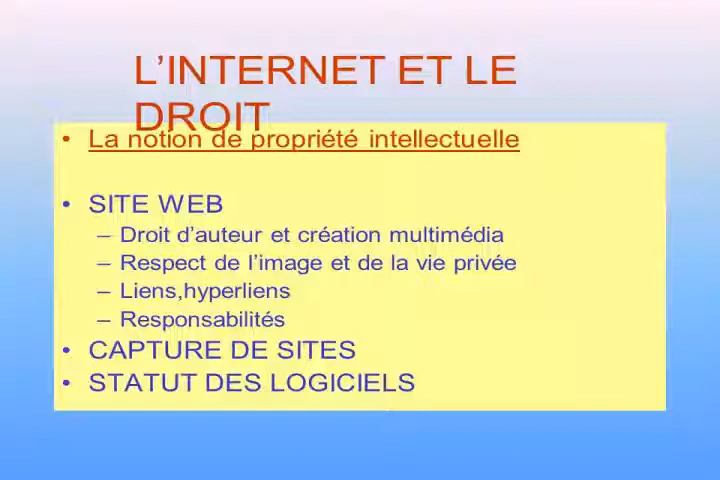 L’INTERNET ET LE
DROIT
• La notion de propriété intellectuelle
• SITE WEB
– Droit d’auteur et création multimédia
– Respect de l’image et de la vie privée
– Liens,hyperliens
– Responsabilités
• CAPTURE DE SITES
• STATUT DES LOGICIELS